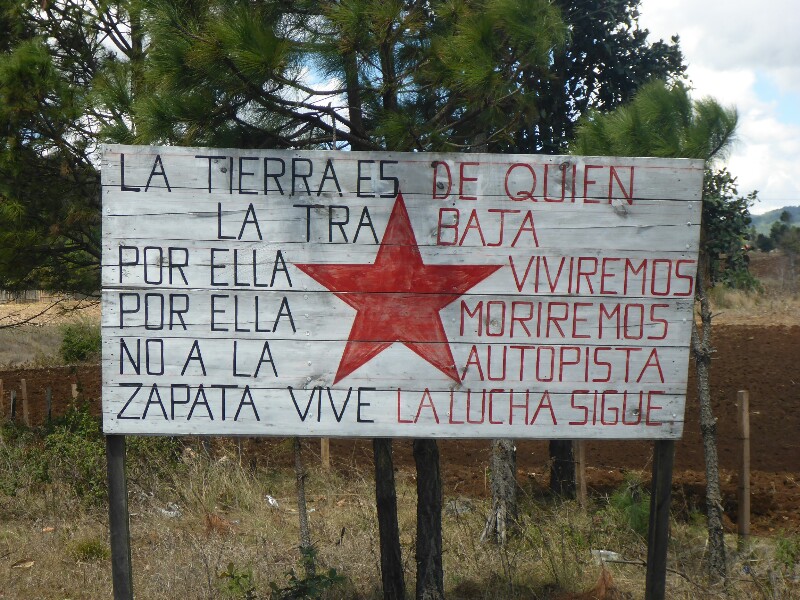 LA TIERRA ES DE QUIEN
LA TRABAJA
POR ELLA VIVIREMOS
POR ELLA MORIREMOS
NO A LA AUTOPISTA
ZAPATA VIVE LA LUCHA SIGUE